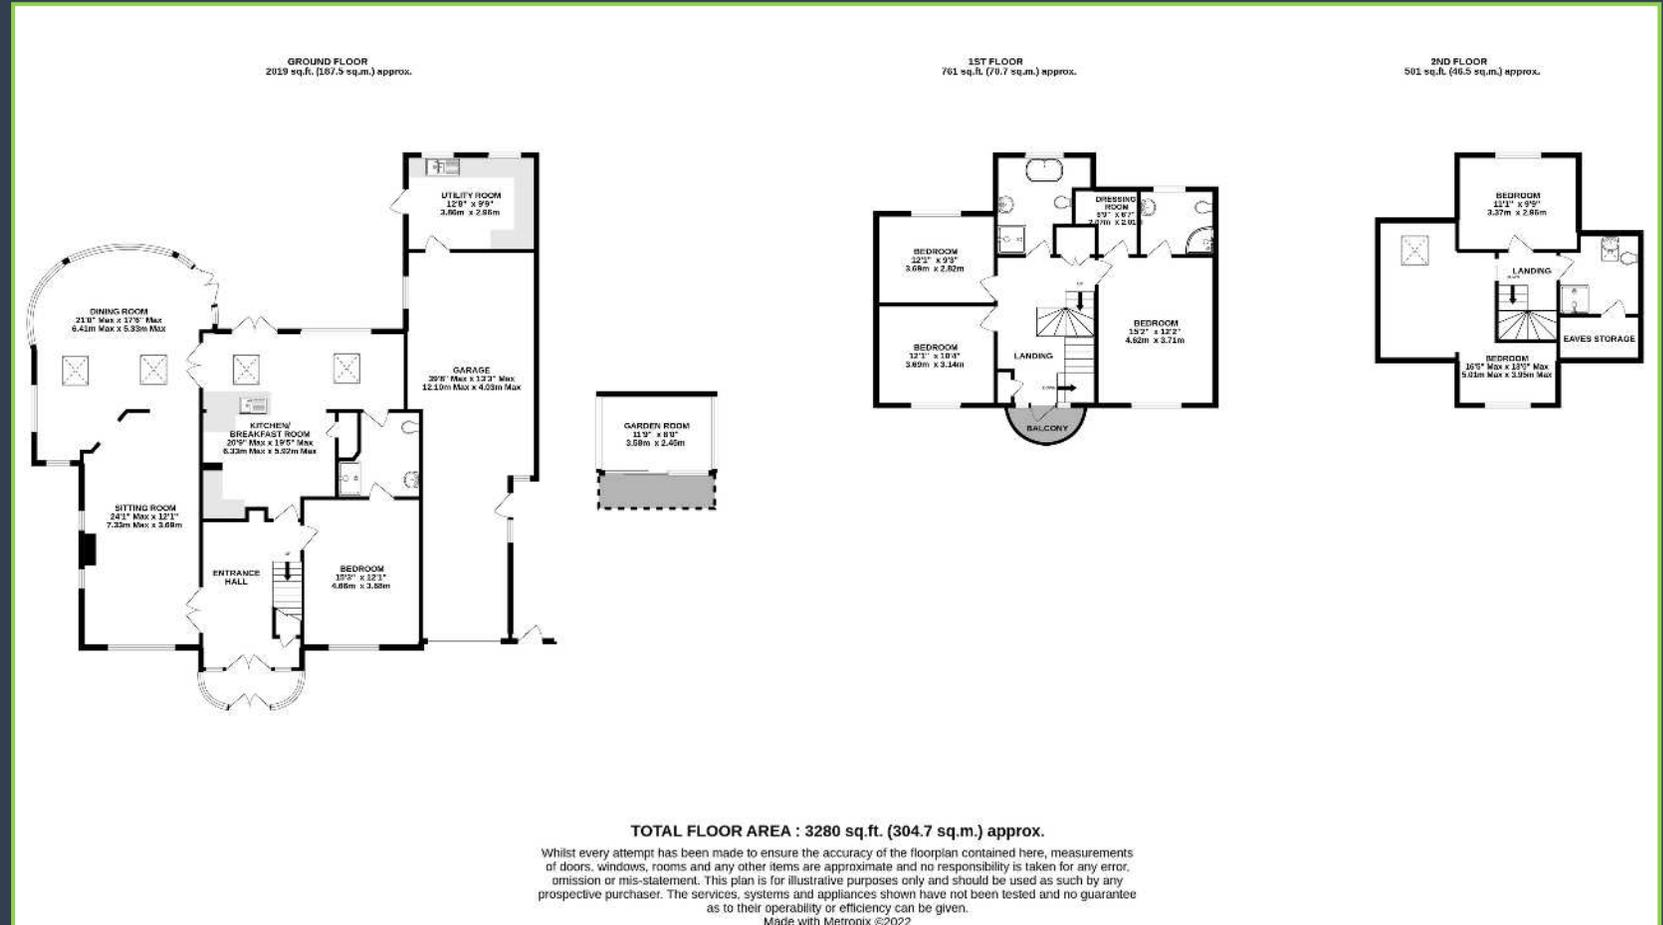 GROUND FLOOR
2019 sq.ft. (187.5 sq.m.) approx.
1ST FLOOR
761 sq.ft. (70.7 sq.m.) approx.
2ND FLOOR
501 sq.ft. (46.5 sq.m.) approx.
UTILITY ROOM
12'8" x 9'9"
3.86m x 2.96m
DINING ROOM
21'0" Max x 17'6" Max
6.41m Max x 5.33m Max
GARAGE
39'8" Max x 13'3" Max
12.10m Max x 4.03m Max
KITCHEN/
BREAKFAST ROOM
20'9" Max x 19'5" Max
6.33m Max x 5.92m Max
SITTING ROOM
24'1" Max x 12'1"
7.33m Max x 3.69m
ENTRANCE
HALL
UP
BEDROOM
15'3" x 12'1"
4.66m x 3.68m
GARDEN ROOM
11'9" x 8'0"
3.58m x 2.45m
DRESSING
ROOM
BEDROOM
12'1" x 9'3"
3.69m x 2.82m
BEDROOM
12'1" x 10'4"
3.69m x 3.14m
UP
LANDING
DOWN
BEDROOM
15'2" x 12'2"
4.62m x 3.71m
BALCONY
BEDROOM
11'1" x 9'9"
3.37m x 2.96m
LANDING
DOWN
EAVES STORAGE
BEDROOM
16'5" Max x 13'0" Max
5.01m Max x 3.95m Max
TOTAL FLOOR AREA : 3280 sq.ft. (304.7 sq.m.) approx.
Whilst every attempt has been made to ensure the accuracy of the floorplan contained here, measurements
of doors, windows, rooms and any other items are approximate and no responsibility is taken for any error,
omission or mis-statement. This plan is for illustrative purposes only and should be used as such by any
prospective purchaser. The services, systems and appliances shown have not been tested and no guarantee
as to their operability or efficiency can be given.
Made with Metropix ©2022